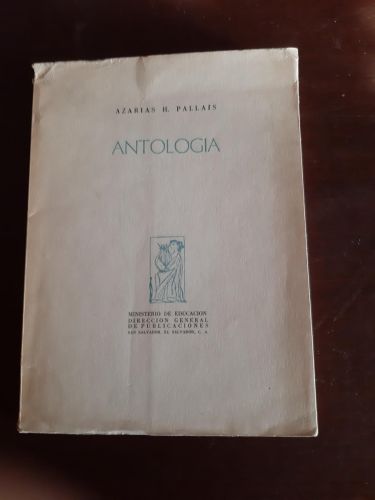 AZARIAS H. PALLAIS
ANTOLOGIA
MINISTERIO DE EDUCACION
DIRECCION GENERAL
DE PUBLICACIONES
SAN SALVADOR, EL SALVADOR, C. A.